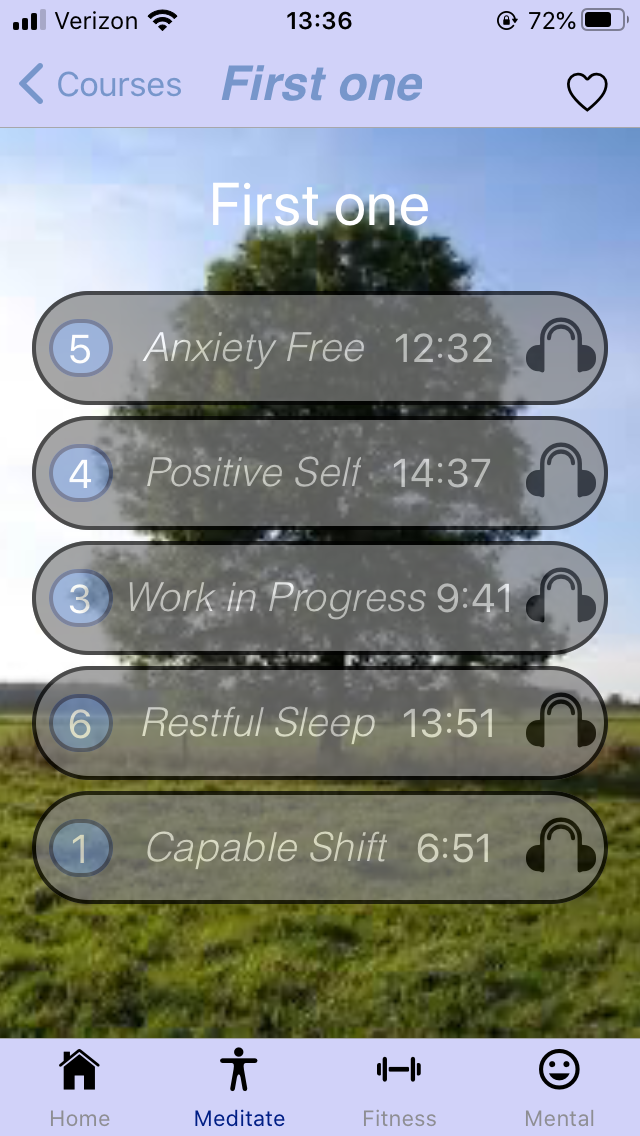 Verizon 13:36 72%
Courses First one
First one
5 Anxiety Free 12:32
4 Positive Self 14:37
3 Work in Progress 9:41
6 Restful Sleep 13:51
1 Capable Shift 6:51
Home Meditate Fitness Mental